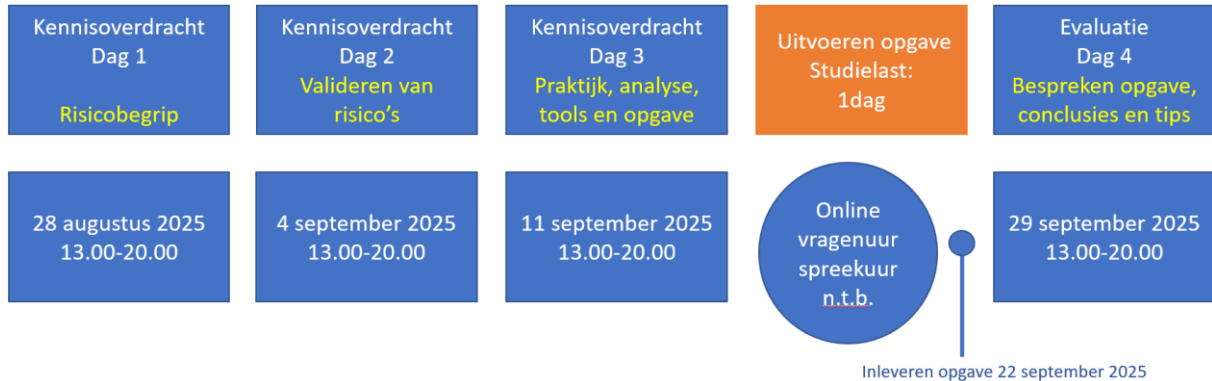 Kennisoverdracht
Dag 1
Risicobegrip
Kennisoverdracht
Dag 2
Valideren van
risico's
Kennisoverdracht
Dag 3
Praktijk, analyse,
tools en opgave
Uitvoeren opgave
Studielast:
1dag
Evaluatie
Dag 4
Bespreken opgave,
conclusies en tips
28 augustus 2025
13.00-20.00
4 september 2025
13.00-20.00
11 september 2025
13.00-20.00
Online
vragenuur
spreekuur
n.t.b.
29 september 2025
13.00-20.00
Inleveren opgave 22 september 2025